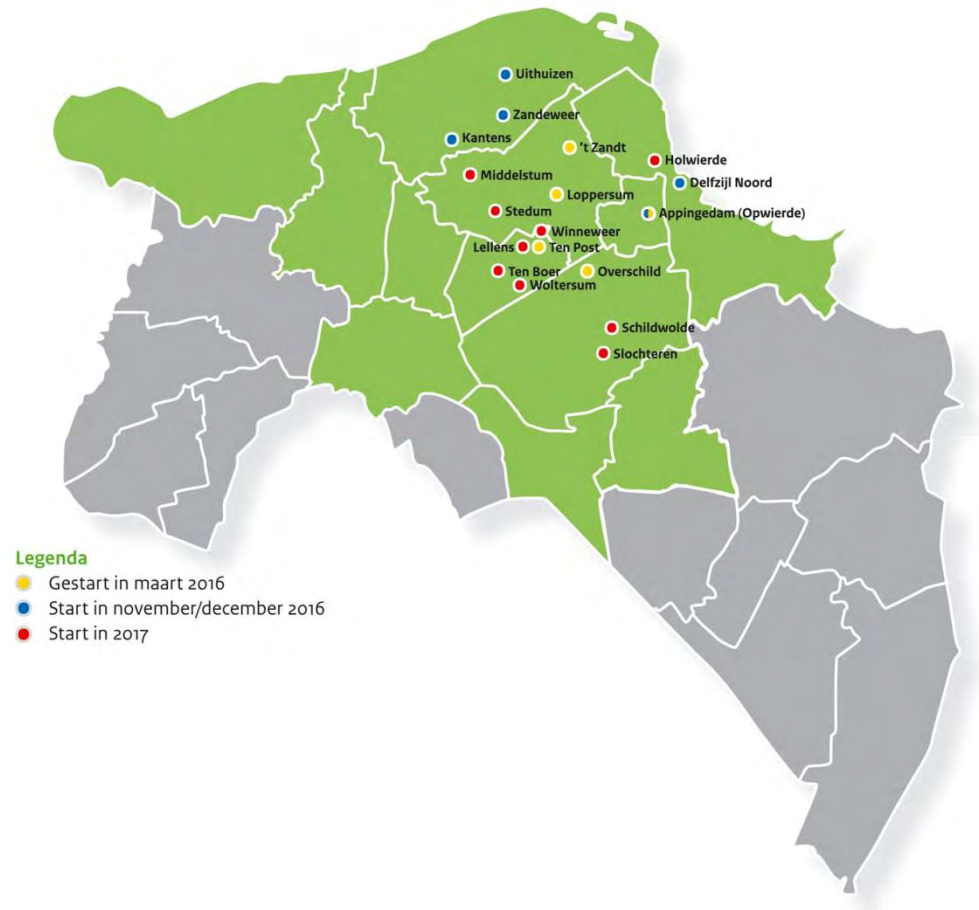 Uithuizen
Zandeweer
Kantens
't Zandt
Holwierde
Middelstum
Delfzijl Noord
Loppersum
Stedum
Appingedam (Opwierde)
Winneweer
Lellens
Ten Post
Ten Boer
Overschild
Woltersum
Schildwolde
Slochteren
Legenda
Gestart in maart 2016
Start in november/december 2016
Start in 2017